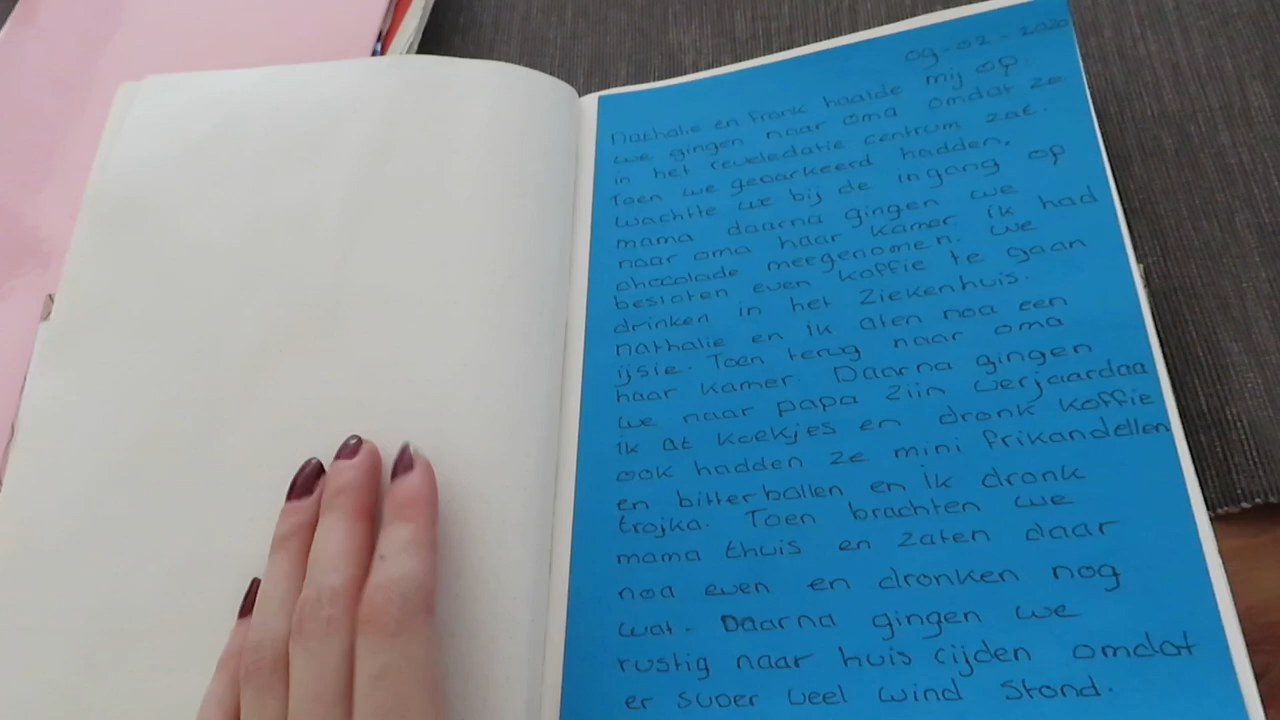 09-02-2020
Nathalie en Frank haalde mij op
we gingen naar oma omdat ze
in het reveledatie centrum zat.
Toen we geparkeerd hadden,
wachtte we bij de ingang op
mama daarna gingen we
naar oma haar kamer. ik had
chocolade meegenomen. We
besloten even koffie te gaan
drinken in het ziekenhuis.
Nathalie en ik aten nog een
ijsje. Toen terug naar oma
haar kamer. Daarna gingen
we naar papa zijn verjaardag
ik at koekjes en dronk koffie
ook hadden ze mini frikandellen
en bitterballen en ik dronk
trojka. Toen brachten we
mama thuis en zaten daar
nog even en dronken nog
wat. Daarna gingen we
rustig naar huis rijden omdat
er super veel wind stond.